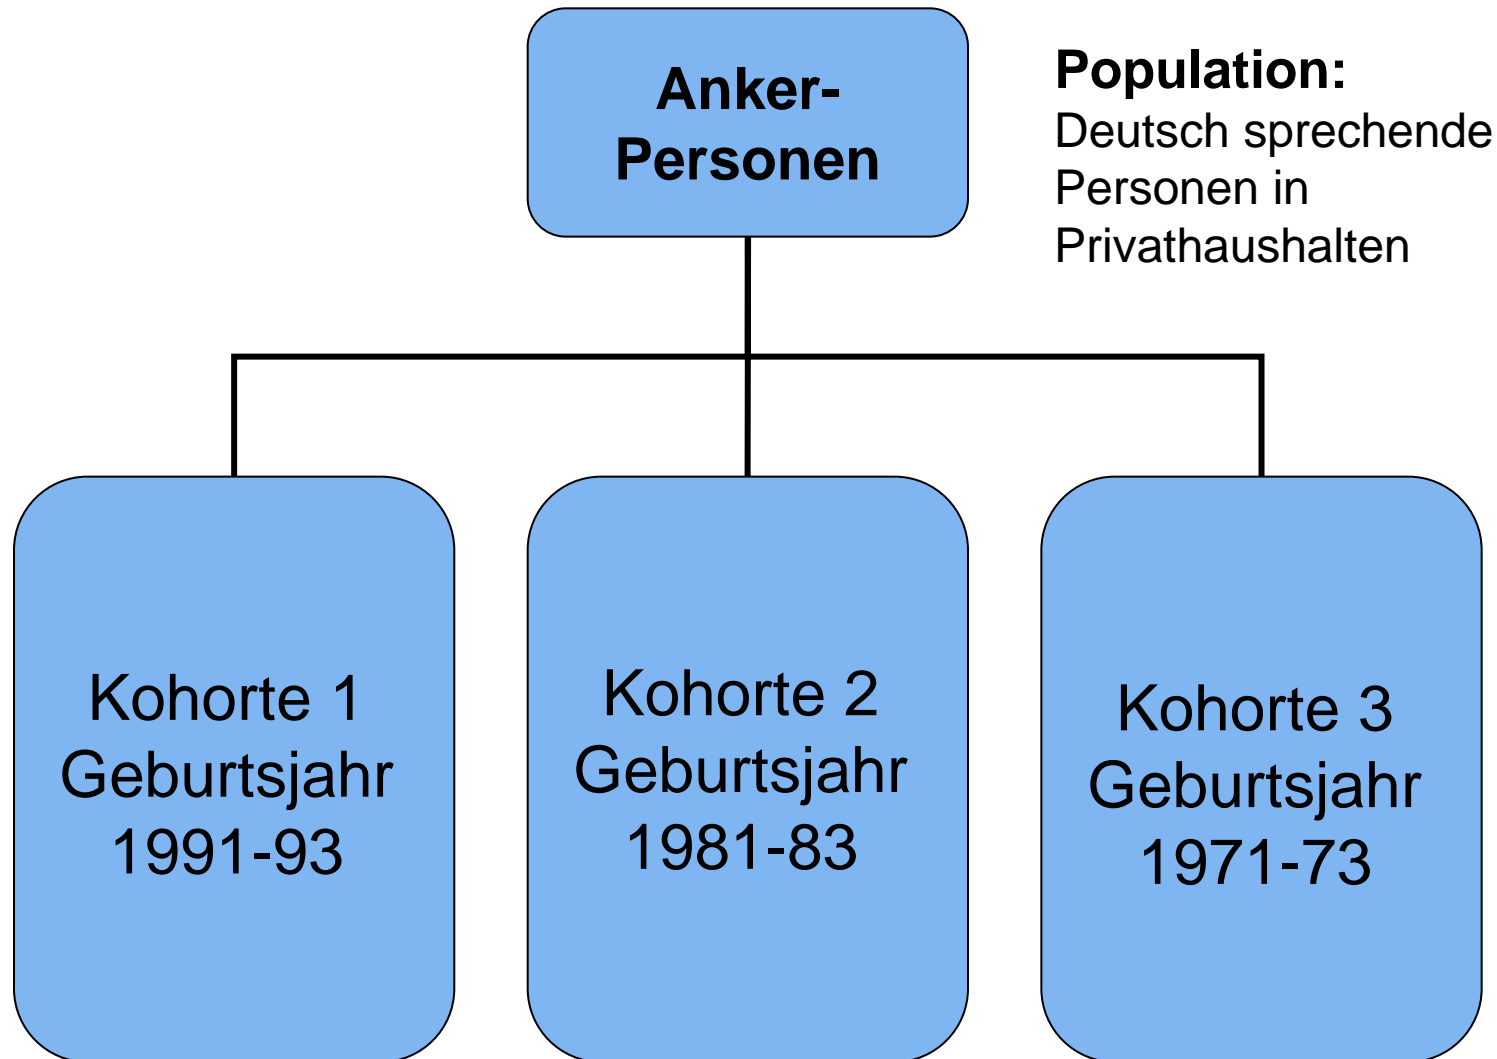 Anker-
Personen
Population:
Deutsch sprechende
Personen in
Privathaushalten
Kohorte 1
Geburtsjahr
1991-93
Kohorte 2
Geburtsjahr
1981-83
Kohorte 3
Geburtsjahr
1971-73